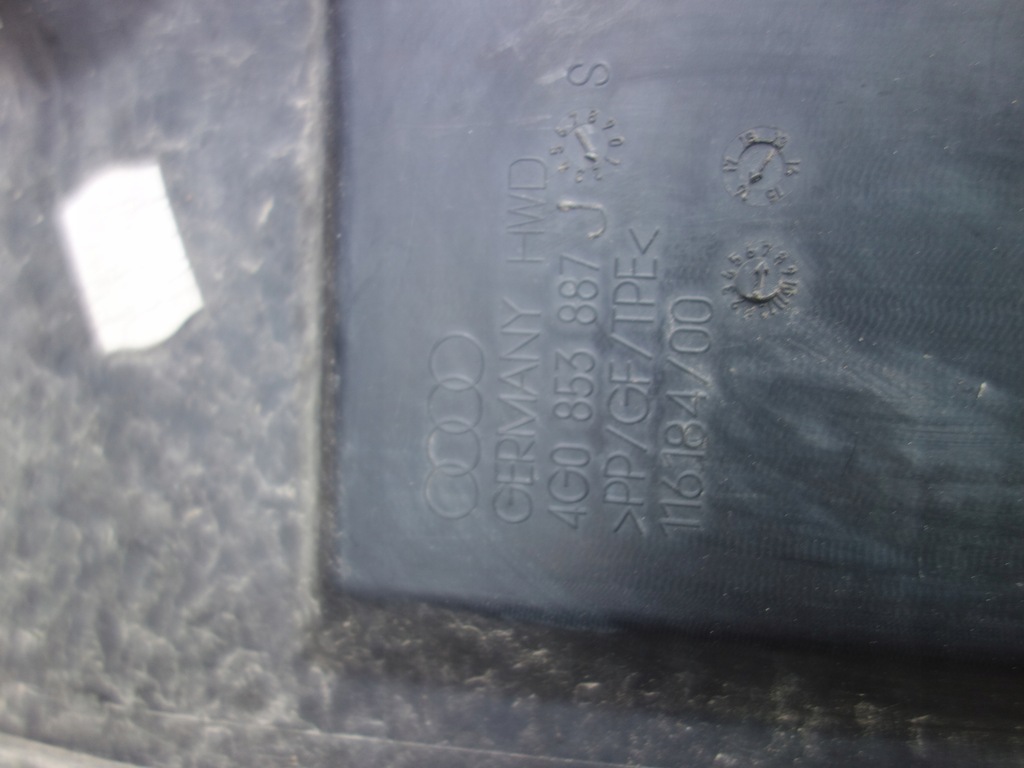 GERMANY HWD
4G0 853 887 J S
>PP/GF/TPE<
116184/00